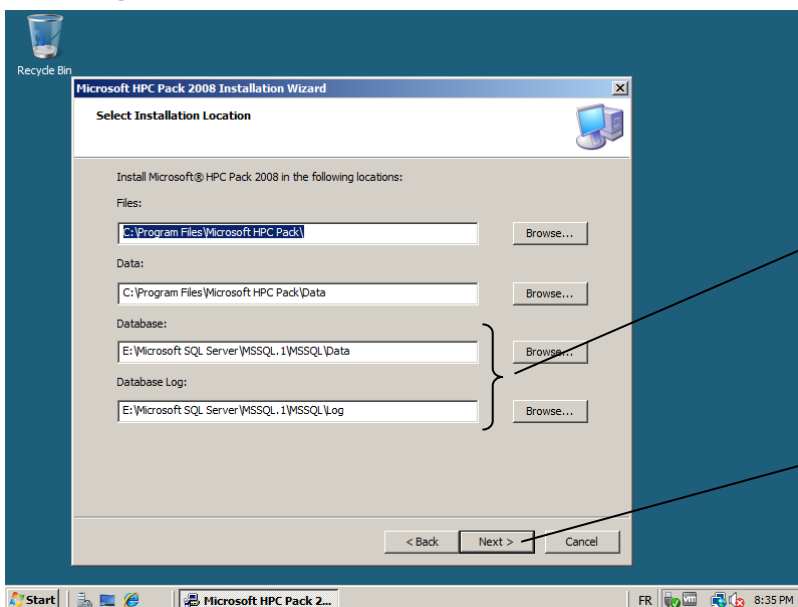 Recycle Bin
Microsoft HPC Pack 2008 Installation Wizard
Select Installation Location
Install Microsoft® HPC Pack 2008 in the following locations:
Files:
C:\Program Files\Microsoft HPC Pack\
Browse...
Data:
C:\Program Files\Microsoft HPC Pack\Data
Browse...
Database:
E:\Microsoft SQL Server\MSSQL.1\MSSQL\Data
Browse...
Database Log:
E:\Microsoft SQL Server\MSSQL.1\MSSQL\Log
Browse...
< Back Next > Cancel
Start Microsoft HPC Pack 2... FR vm 8:35 PM